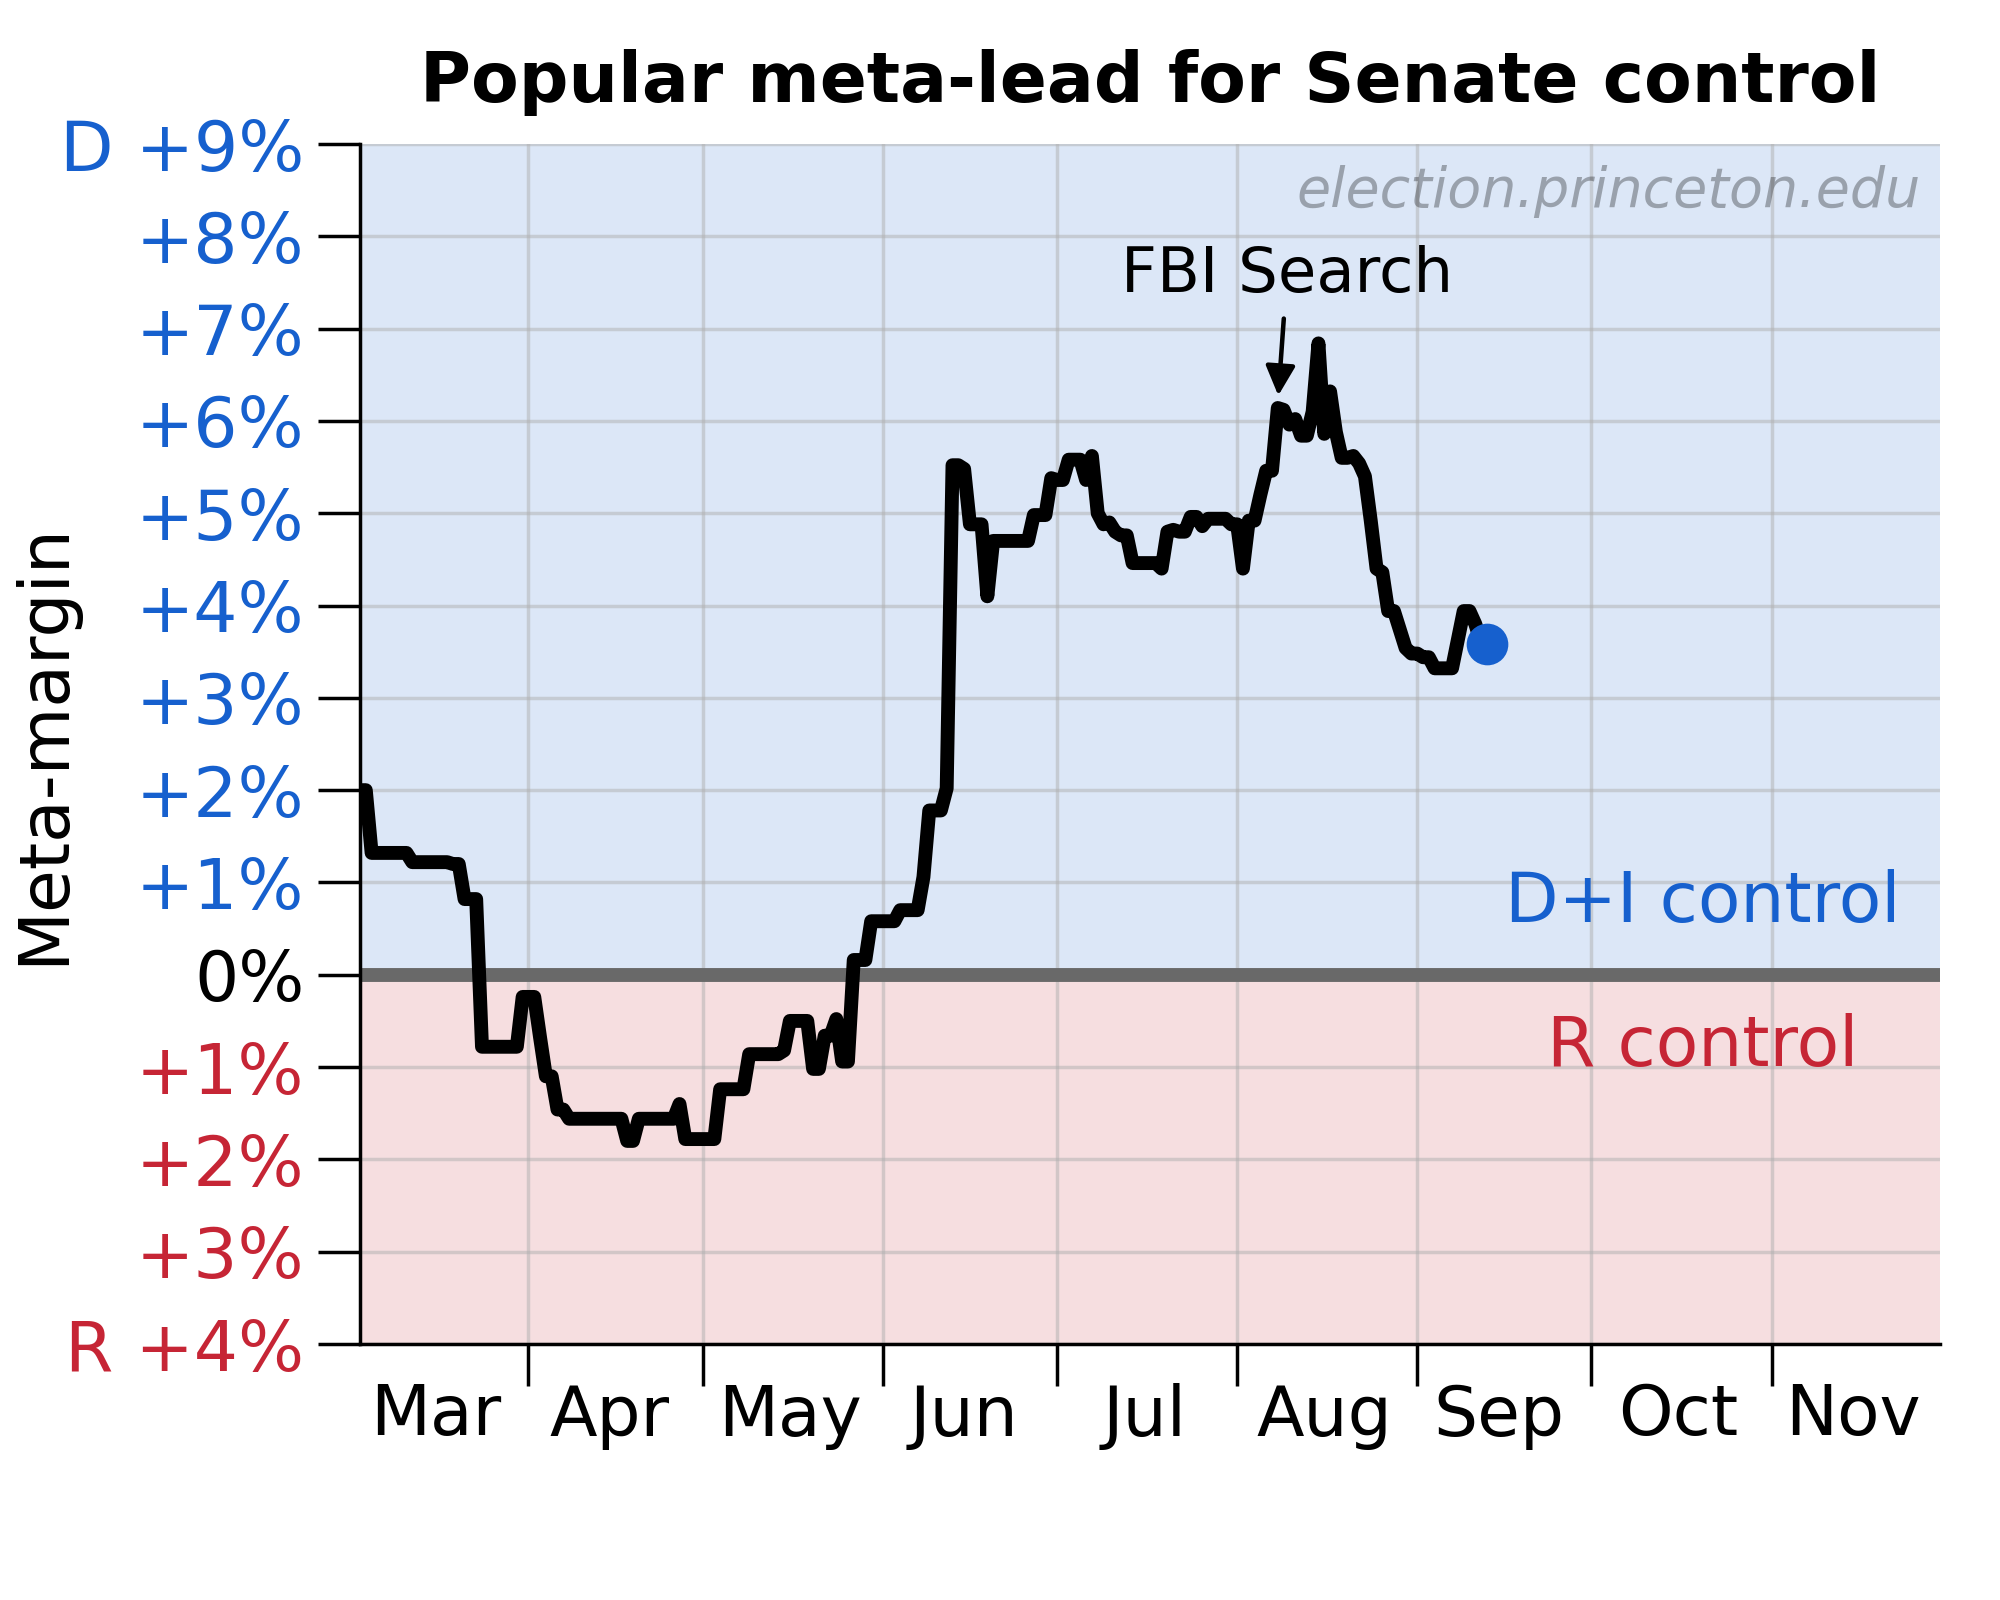 Popular meta-lead for Senate control
election.princeton.edu
FBI Search
Meta-margin
D +9%
+8%
+7%
+6%
+5%
+4%
+3%
+2%
+1%
0%
+1%
+2%
+3%
R +4%
D+I control
R control
Mar Apr May Jun Jul Aug Sep Oct Nov